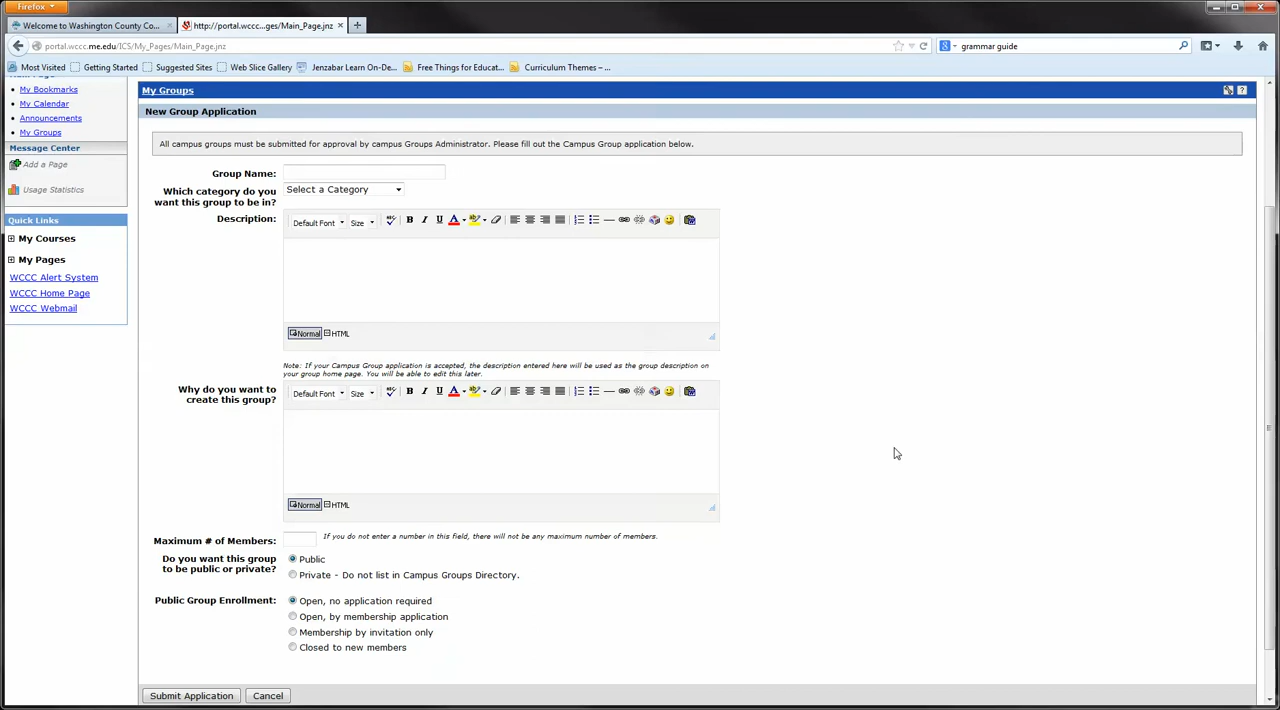 Firefox
Welcome to Washington County Co...
http://portal.wccc...ges/Main_Page.jnz
portal.wccc.me.edu/ICS/My_Pages/Main_Page.jnz
grammar guide
Most Visited
Getting Started
Suggested Sites
Web Slice Gallery
Jenzabar Learn On-De...
Free Things for Educat...
Curriculum Themes – ...
My Bookmarks
My Calendar
Announcements
My Groups
Message Center
Add a Page
Usage Statistics
Quick Links
My Courses
My Pages
WCCC Alert System
WCCC Home Page
WCCC Webmail
My Groups
New Group Application
All campus groups must be submitted for approval by campus Groups Administrator. Please fill out the Campus Group application below.
Group Name:
Which category do you
want this group to be in?
Select a Category
Description:
Default Font
Size
B I U A
Normal
HTML
Note: If your Campus Group application is accepted, the description entered here will be used as the group description on
your group home page. You will be able to edit this later.
Why do you want to
create this group?
Default Font
Size
B I U A
Normal
HTML
Maximum # of Members:
If you do not enter a number in this field, there will not be any maximum number of members.
Do you want this group
to be public or private?
Public
Private - Do not list in Campus Groups Directory.
Public Group Enrollment:
Open, no application required
Open, by membership application
Membership by invitation only
Closed to new members
Submit Application
Cancel